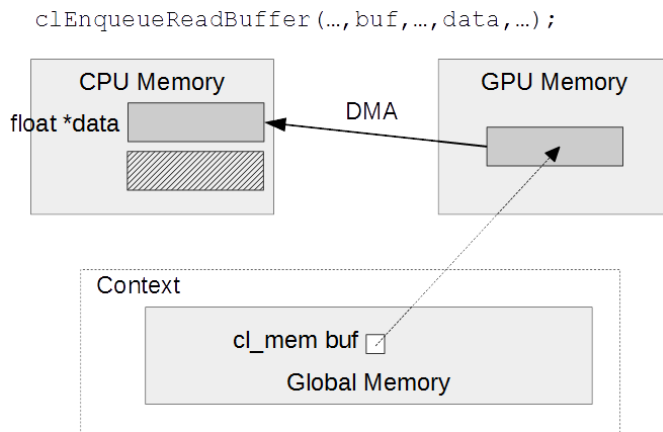 clEnqueueReadBuffer(…,buf,…,data,…);
CPU Memory
GPU Memory
float *data
DMA
Context
cl_mem buf
Global Memory